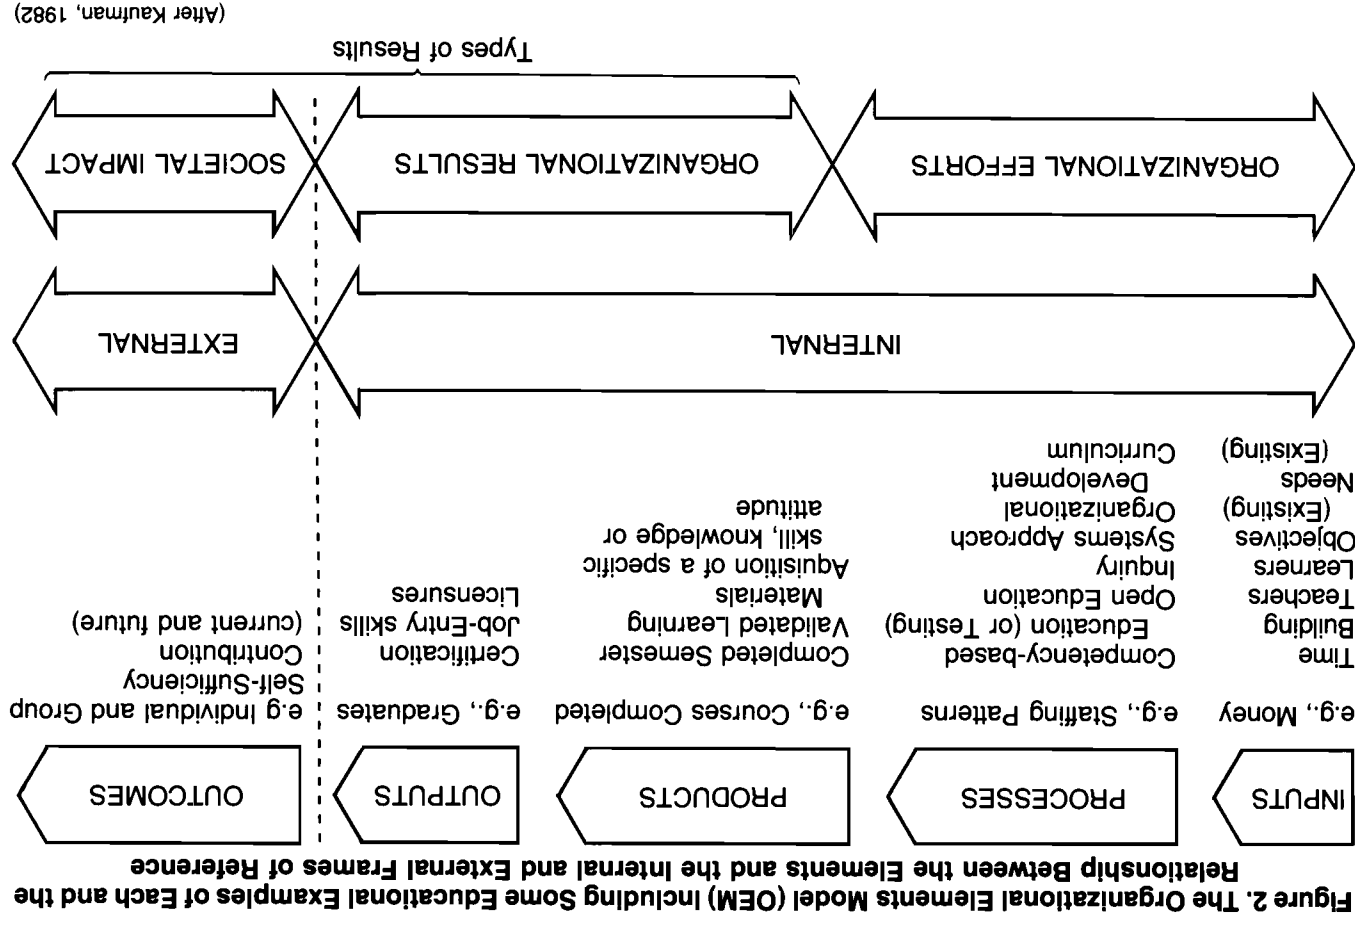 Figure 2. The Organizational Elements Model (OEM) Including Some Educational Examples of Each and the
Relationship Between the Elements and the Internal and External Frames of Reference
INPUTS
PROCESSES
PRODUCTS
OUTPUTS
OUTCOMES
e.g., Money
Time
Building
Teachers
Learners
Objectives
(Existing)
Needs
(Existing)
e.g., Staffing Patterns
Competency-based
Education (or Testing)
Open Education
Inquiry
Systems Approach
Organizational
Development
Curriculum
e.g., Courses Completed
Completed Semester
Validated Learning
Materials
Aquisition of a specific
skill, knowledge or
attitude
e.g., Graduates
Certification
Job-Entry skills
Licensures
e.g Individual and Group
Self-Sufficiency
Contribution
(current and future)
INTERNAL
EXTERNAL
ORGANIZATIONAL EFFORTS
ORGANIZATIONAL RESULTS
SOCIETAL IMPACT
Types of Results
(After Kaufman, 1982)